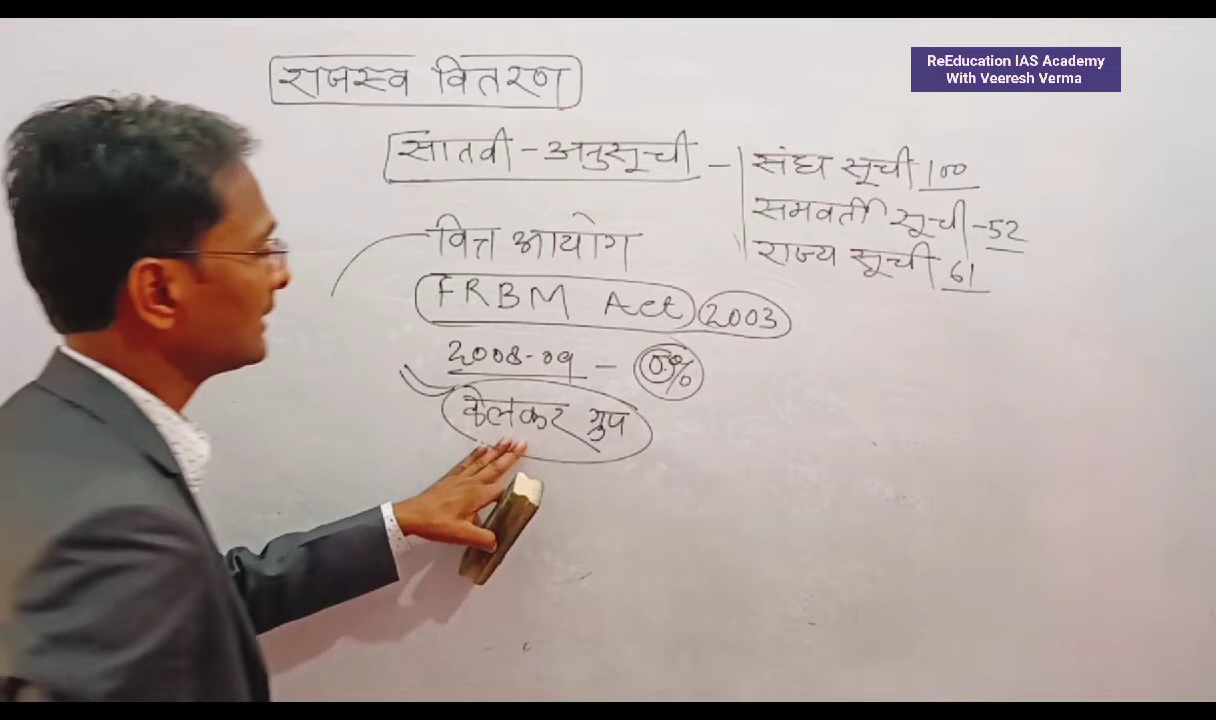 ReEducation IAS Academy
With Veeresh Verma
राजस्व वितरण
सातवी - अनुसूची
संघ सूची 100
समवर्ती सूची - 52
राज्य सूची 61
वित्त आयोग
FRBM Act 2003
2008-09 - 0%
केलकर ग्रुप